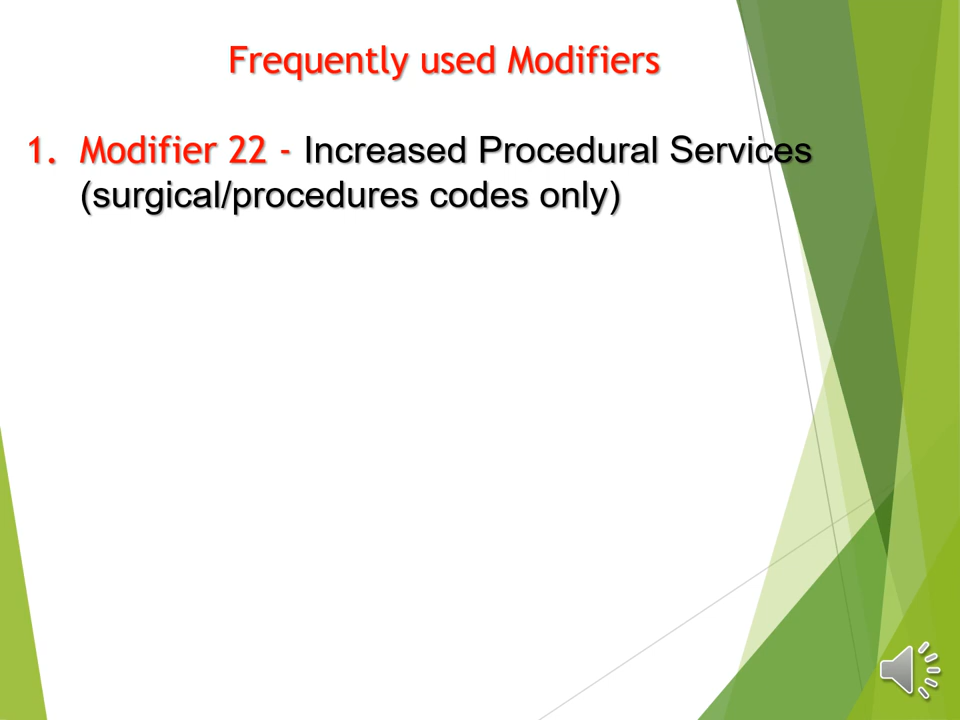 Frequently used Modifiers
1. Modifier 22 - Increased Procedural Services
(surgical/procedures codes only)